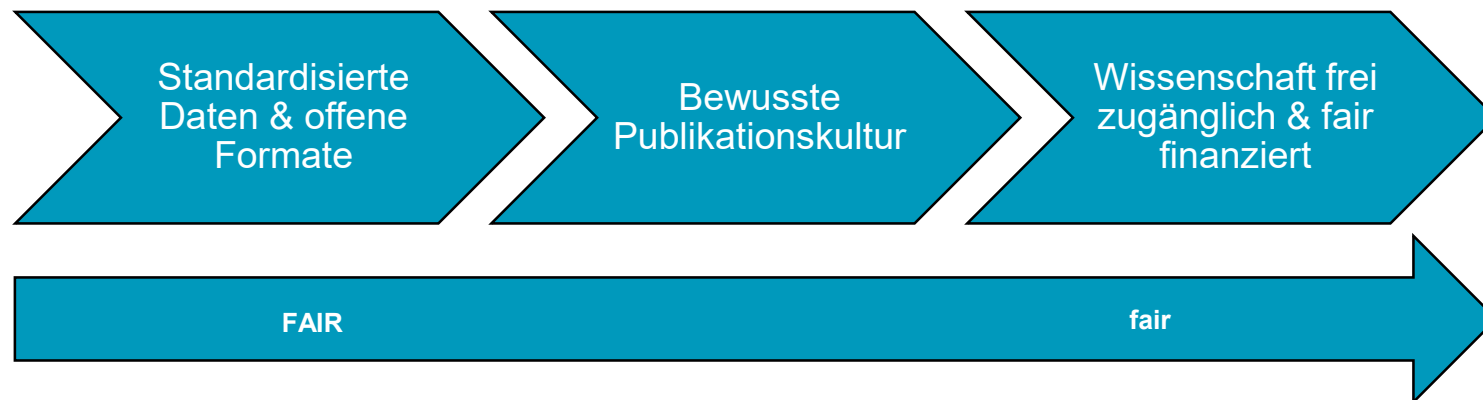 Standardisierte
Daten & offene
Formate
Bewusste
Publikationskultur
Wissenschaft frei
zugänglich & fair
finanziert
FAIR
fair